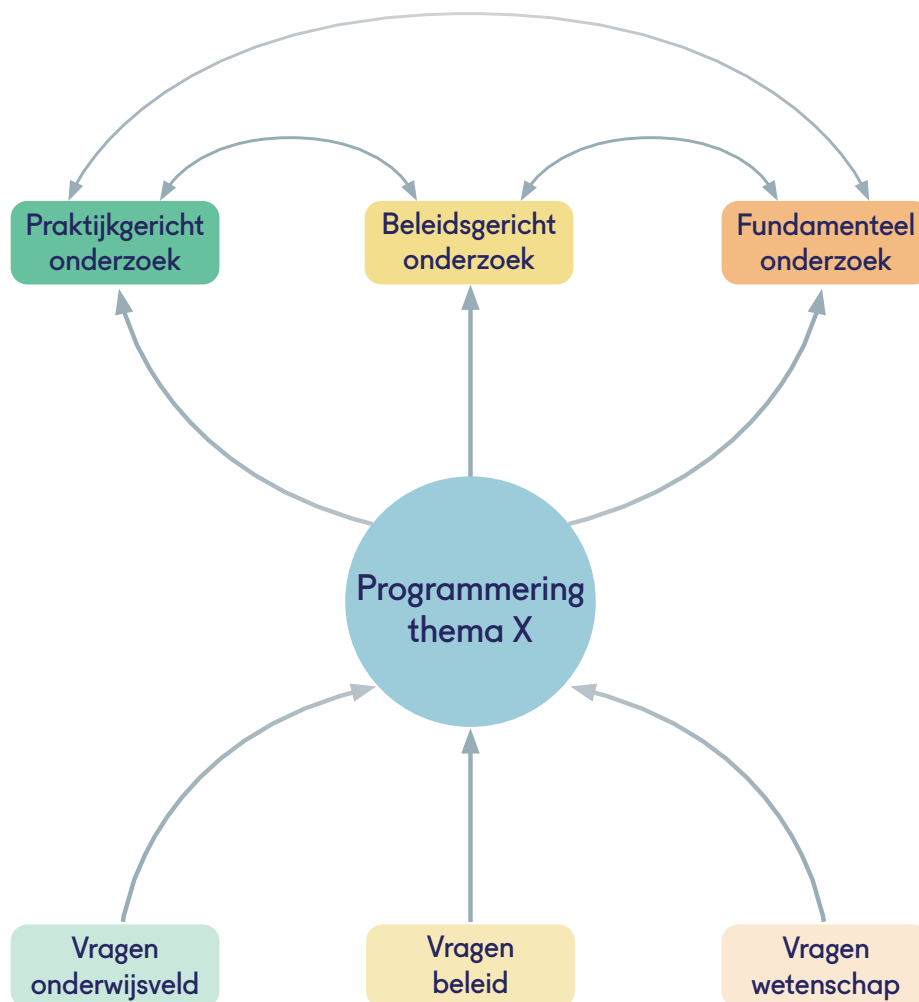 Praktijkgericht
onderzoek
Beleidsgericht
onderzoek
Fundamenteel
onderzoek
Programmering
thema X
Vragen
onderwijsveld
Vragen
beleid
Vragen
wetenschap